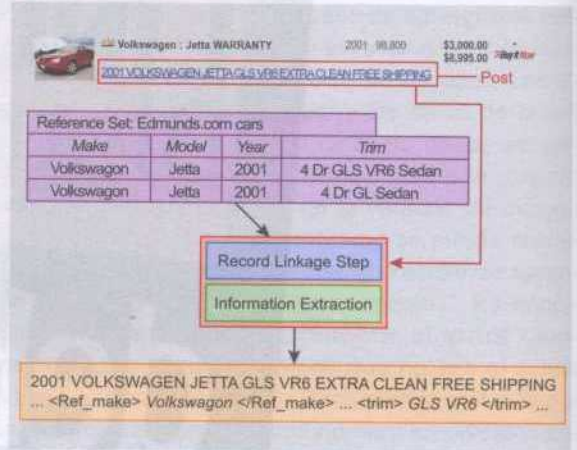 Volkswagen : Jetta WARRANTY 2001 98,800 $3,000.00
$8,995.00
2001 VOLKSWAGEN JETTA GLS VR6 EXTRA CLEAN FREE SHIPPING
Post
Reference Set: Edmunds.com cars
Make Model Year Trim
Volkswagon Jetta 2001 4 Dr GLS VR6 Sedan
Volkswagon Jetta 2001 4 Dr GL Sedan
Record Linkage Step
Information Extraction
2001 VOLKSWAGEN JETTA GLS VR6 EXTRA CLEAN FREE SHIPPING
... <Ref_make> Volkswagon </Ref_make> ... <trim> GLS VR6 </trim> ...